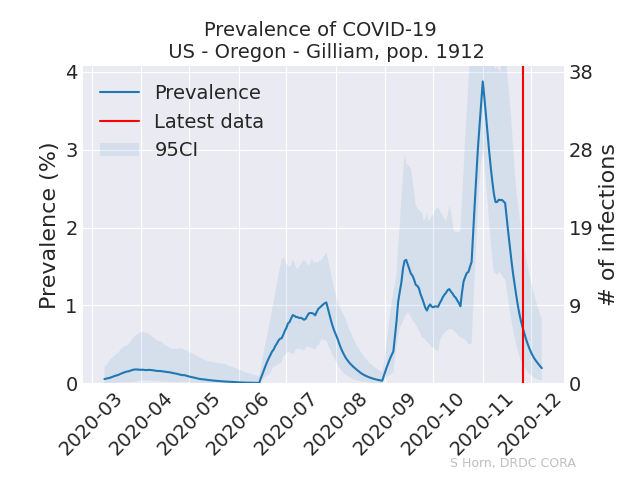 Prevalence of COVID-19
US - Oregon - Gilliam, pop. 1912
Prevalence
Latest data
95CI
Prevalence (%)
4
3
2
1
0
# of infections
38
28
19
9
0
2020-03
2020-04
2020-05
2020-06
2020-07
2020-08
2020-09
2020-10
2020-11
2020-12
S Horn, DRDC CORA